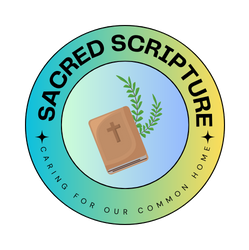 SACRED SCRIPTURE
CARING FOR OUR COMMON HOME